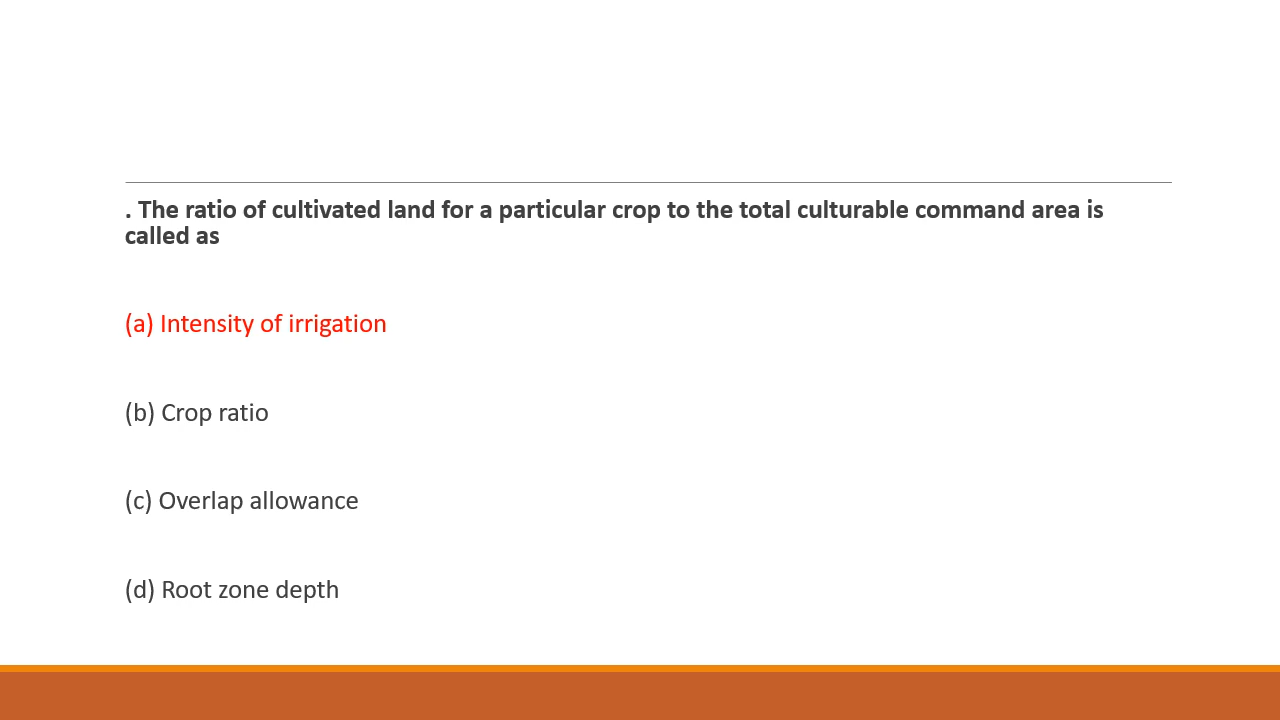 . The ratio of cultivated land for a particular crop to the total culturable command area is
called as
(a) Intensity of irrigation
(b) Crop ratio
(c) Overlap allowance
(d) Root zone depth